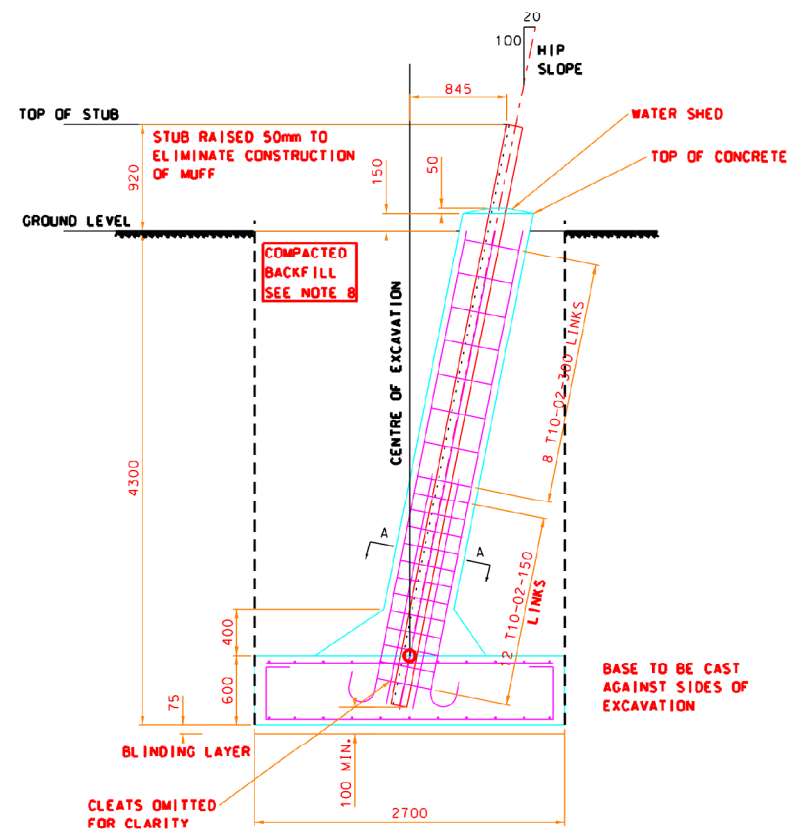 20
100
HIP
SLOPE
845
TOP OF STUB
WATER SHED
STUB RAISED 50mm TO
ELIMINATE CONSTRUCTION
OF MUFF
TOP OF CONCRETE
920
150
50
GROUND LEVEL
COMPACTED
BACKFILL
SEE NOTE 8
CENTRE OF EXCAVATION
8 T10-02-300 LINKS
4300
A
A
12 T10-02-150
LINKS
400
600
75
BASE TO BE CAST
AGAINST SIDES OF
EXCAVATION
BLINDING LAYER
100 MIN.
CLEATS OMITTED
FOR CLARITY
2700